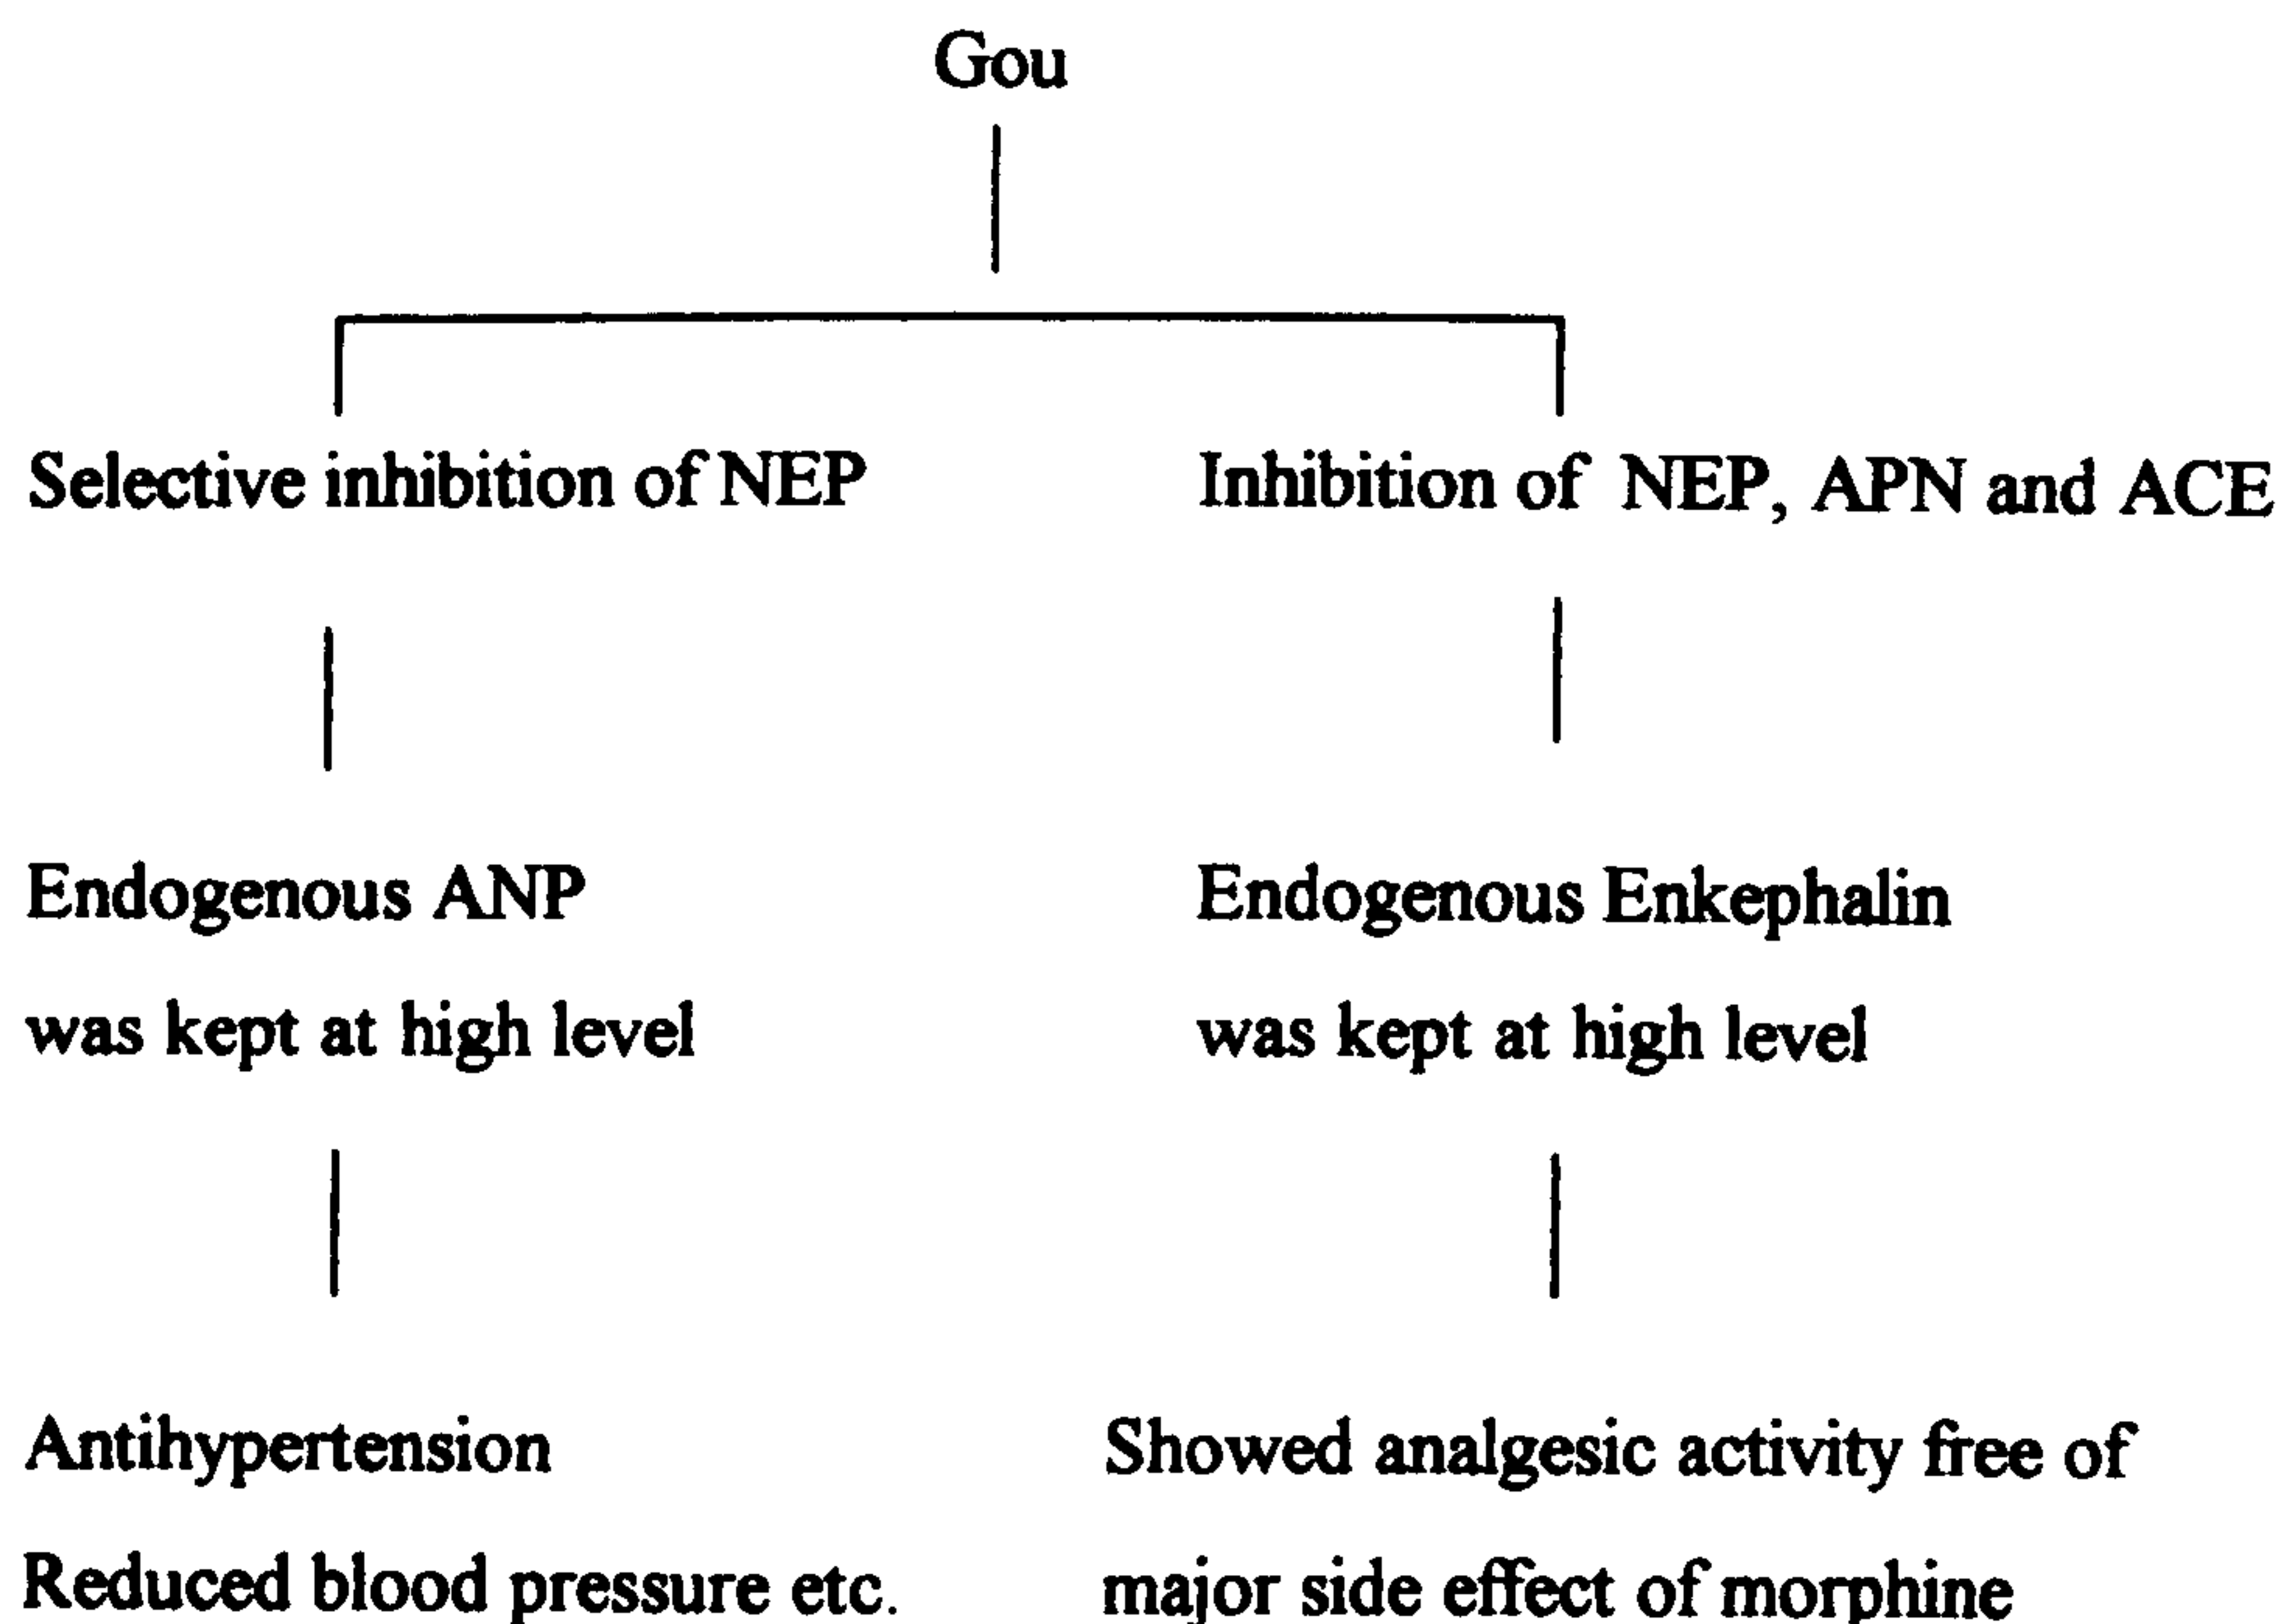 Gou
Selective inhibition of NEP
Inhibition of NEP, APN and ACE
Endogenous ANP
was kept at high level
Endogenous Enkephalin
was kept at high level
Antihypertension
Reduced blood pressure etc.
Showed analgesic activity free of
major side effect of morphine